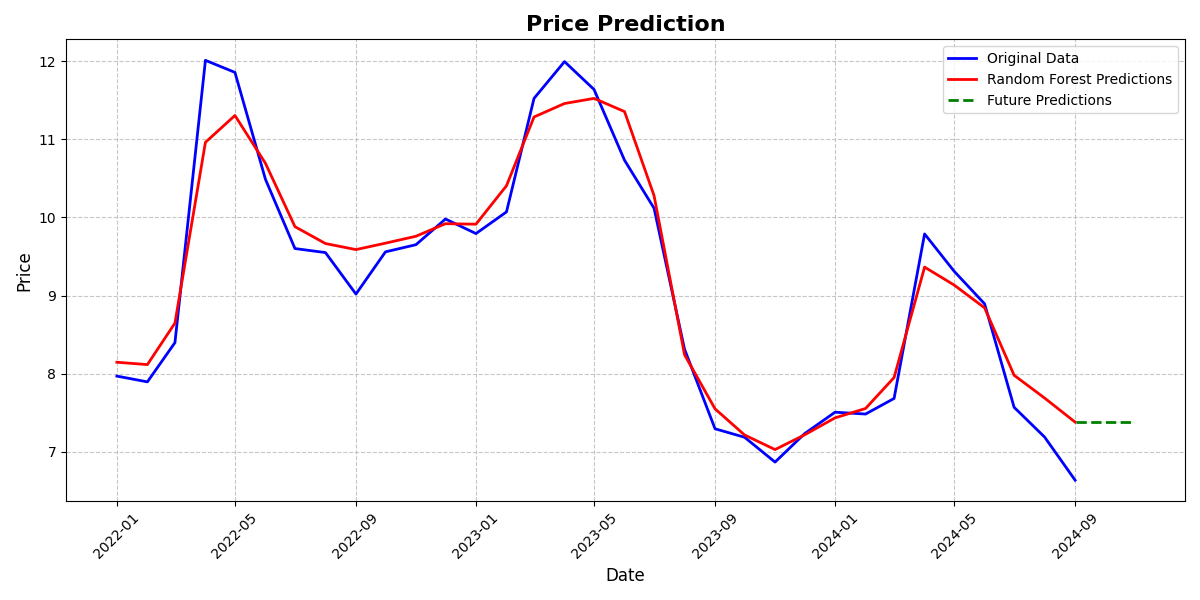 Price Prediction
Original Data
Random Forest Predictions
Future Predictions
Price
12
11
10
9
8
7
2022-01
2022-05
2022-09
2023-01
2023-05
2023-09
2024-01
2024-05
2024-09
Date